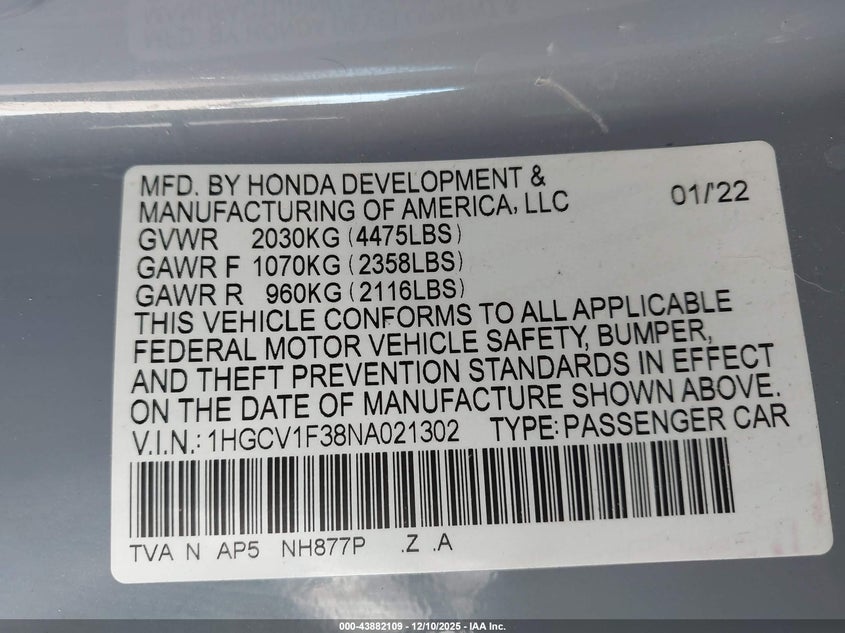 MFD. BY HONDA DEVELOPMENT &
MANUFACTURING OF AMERICA, LLC 01/'22
GVWR 2030KG (4475LBS)
GAWR F 1070KG (2358LBS)
GAWR R 960KG (2116LBS)
THIS VEHICLE CONFORMS TO ALL APPLICABLE
FEDERAL MOTOR VEHICLE SAFETY, BUMPER,
AND THEFT PREVENTION STANDARDS IN EFFECT
ON THE DATE OF MANUFACTURE SHOWN ABOVE.
V.I.N.: 1HGCV1F38NA021302 TYPE: PASSENGER CAR
TVA N AP5 NH877P .Z .A
000-43882109 - 12/10/2025 - IAA Inc.